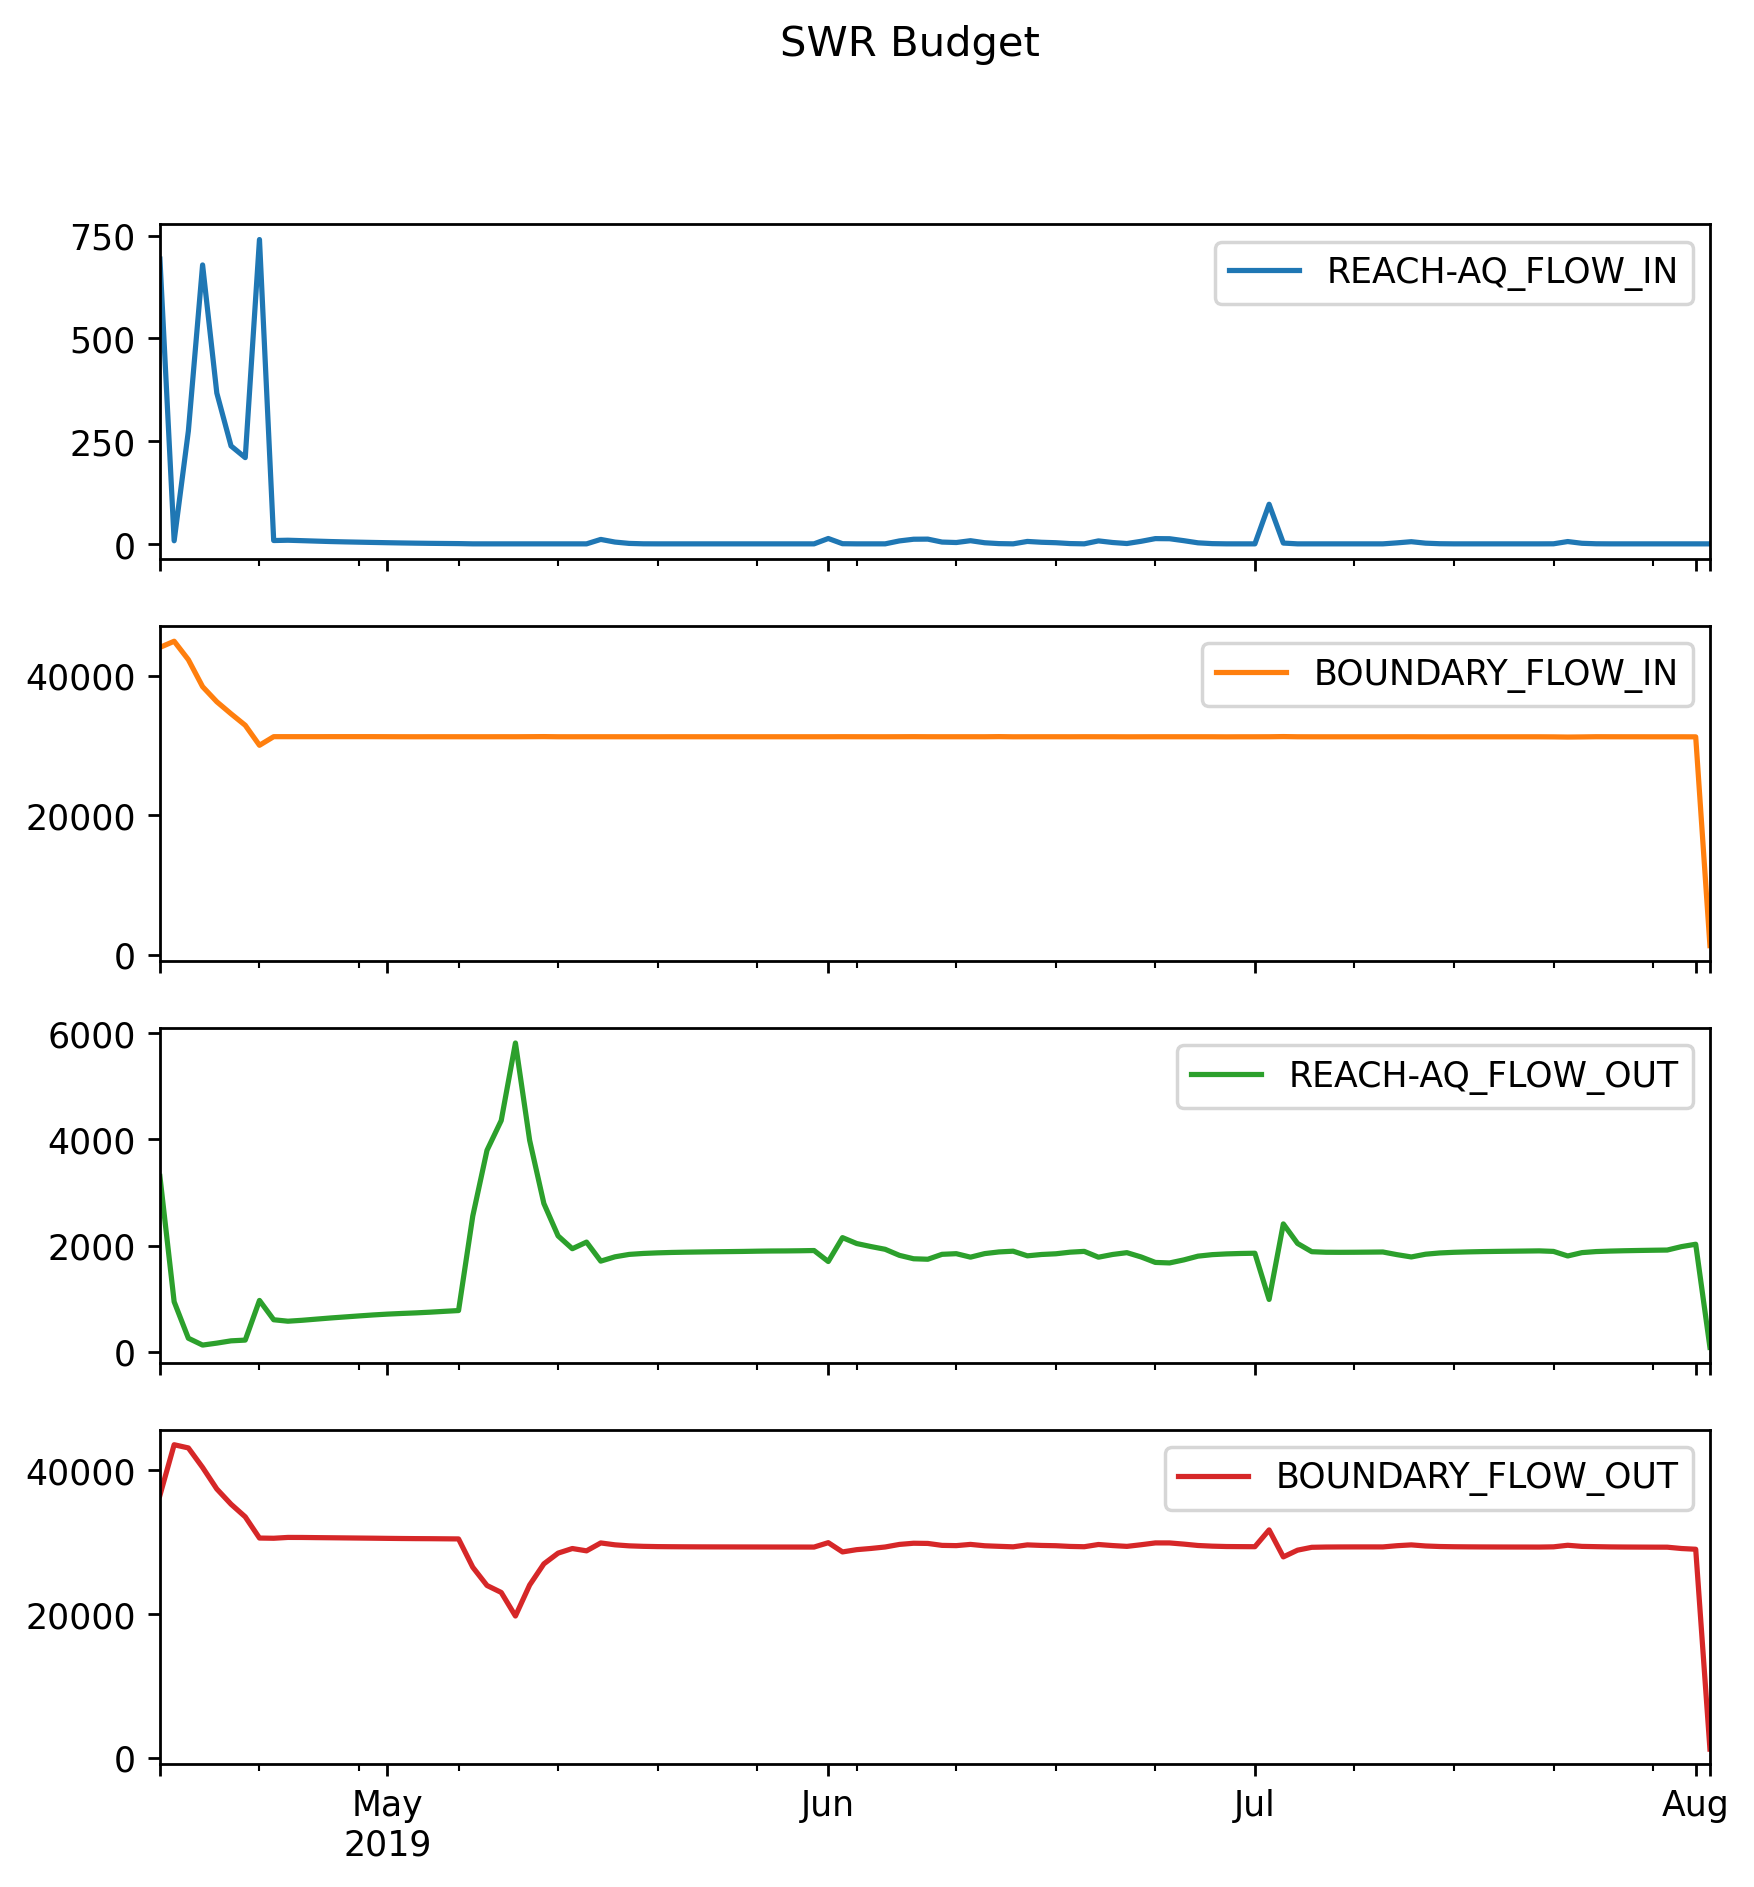 SWR Budget
750
500
250
0
REACH-AQ_FLOW_IN
40000
20000
0
BOUNDARY_FLOW_IN
6000
4000
2000
0
REACH-AQ_FLOW_OUT
40000
20000
0
BOUNDARY_FLOW_OUT
May Jun Jul Aug
2019